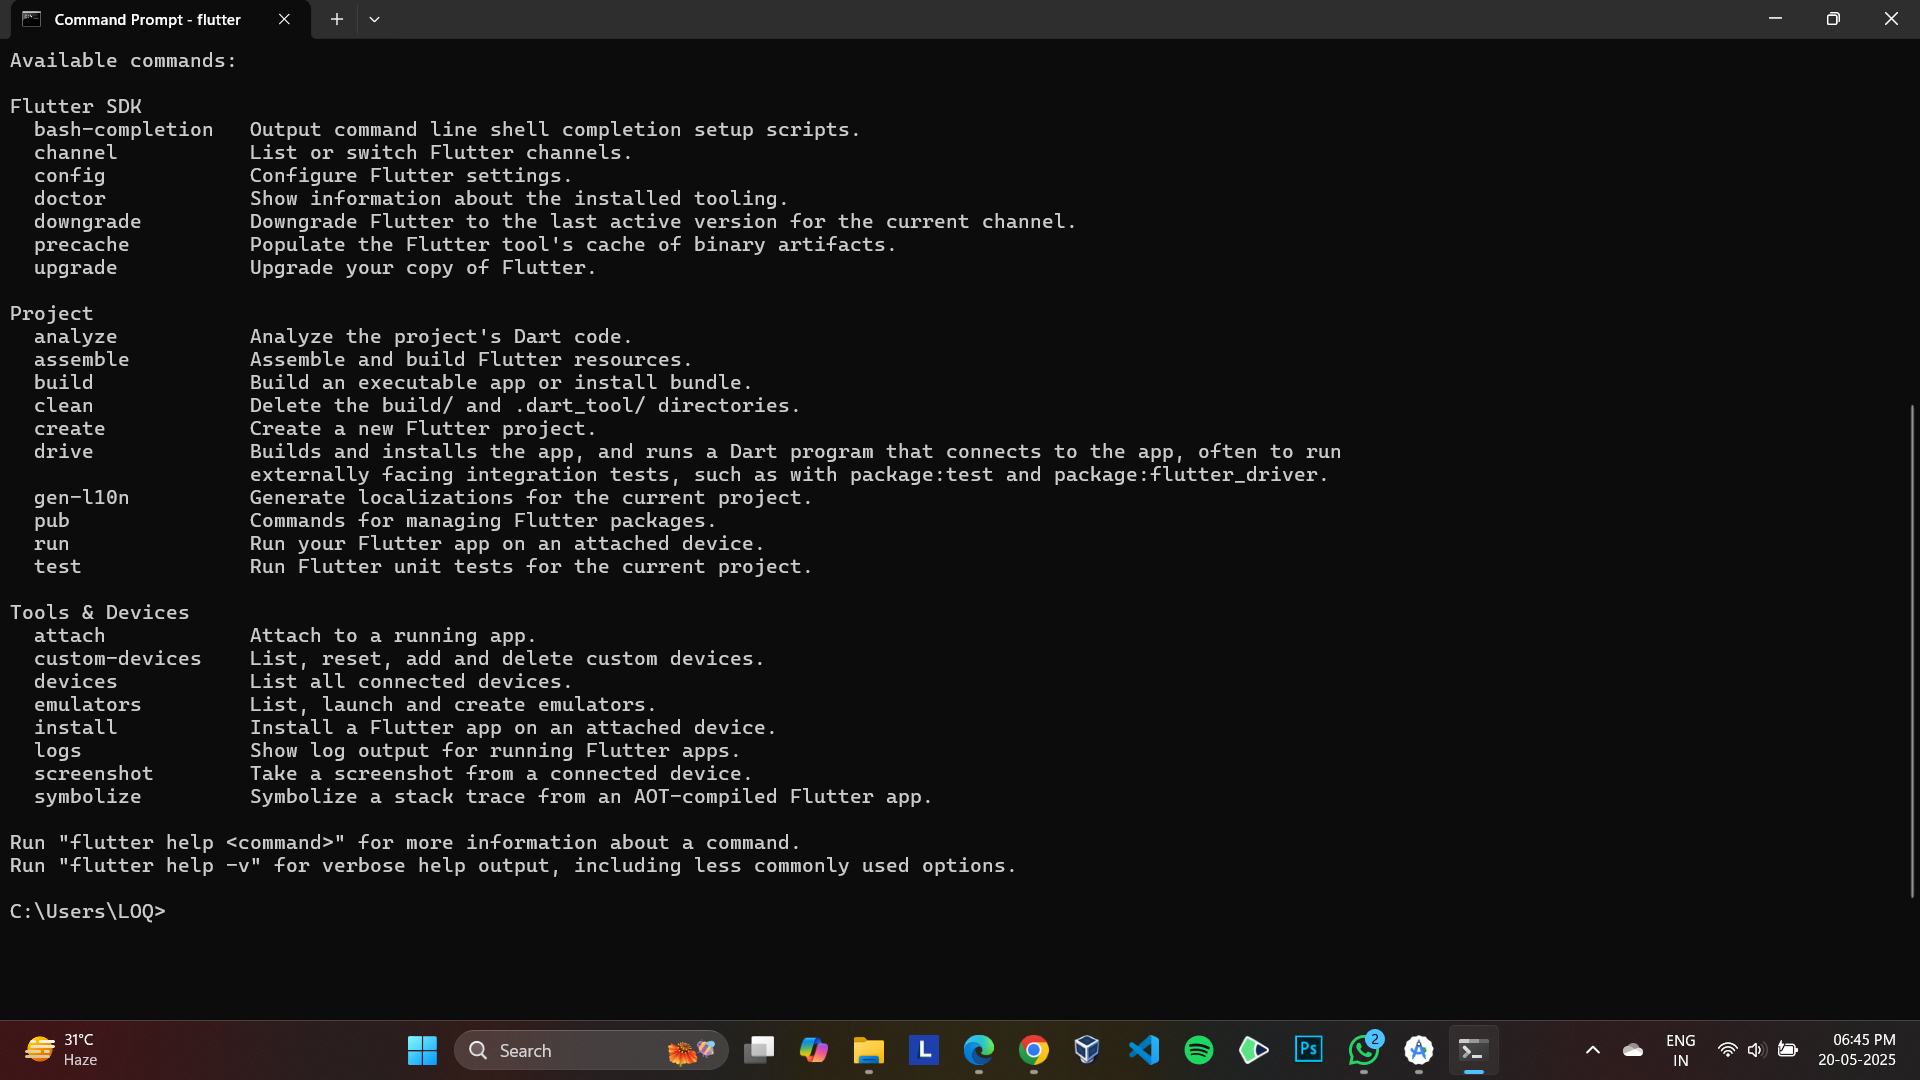 Command Prompt - flutter
Available commands:
Flutter SDK
bash-completion Output command line shell completion setup scripts.
channel List or switch Flutter channels.
config Configure Flutter settings.
doctor Show information about the installed tooling.
downgrade Downgrade Flutter to the last active version for the current channel.
precache Populate the Flutter tool's cache of binary artifacts.
upgrade Upgrade your copy of Flutter.
Project
analyze Analyze the project's Dart code.
assemble Assemble and build Flutter resources.
build Build an executable app or install bundle.
clean Delete the build/ and .dart_tool/ directories.
create Create a new Flutter project.
drive Builds and installs the app, and runs a Dart program that connects to the app, often to run
externally facing integration tests, such as with package:test and package:flutter_driver.
gen-l10n Generate localizations for the current project.
pub Commands for managing Flutter packages.
run Run your Flutter app on an attached device.
test Run Flutter unit tests for the current project.
Tools & Devices
attach Attach to a running app.
custom-devices List, reset, add and delete custom devices.
devices List all connected devices.
emulators List, launch and create emulators.
install Install a Flutter app on an attached device.
logs Show log output for running Flutter apps.
screenshot Take a screenshot from a connected device.
symbolize Symbolize a stack trace from an AOT-compiled Flutter app.
Run "flutter help <command>" for more information about a command.
Run "flutter help -v" for verbose help output, including less commonly used options.
C:\Users\LOQ>
31°C
Haze
Search
L
Ps
2
ENG
IN
06:45 PM
20-05-2025